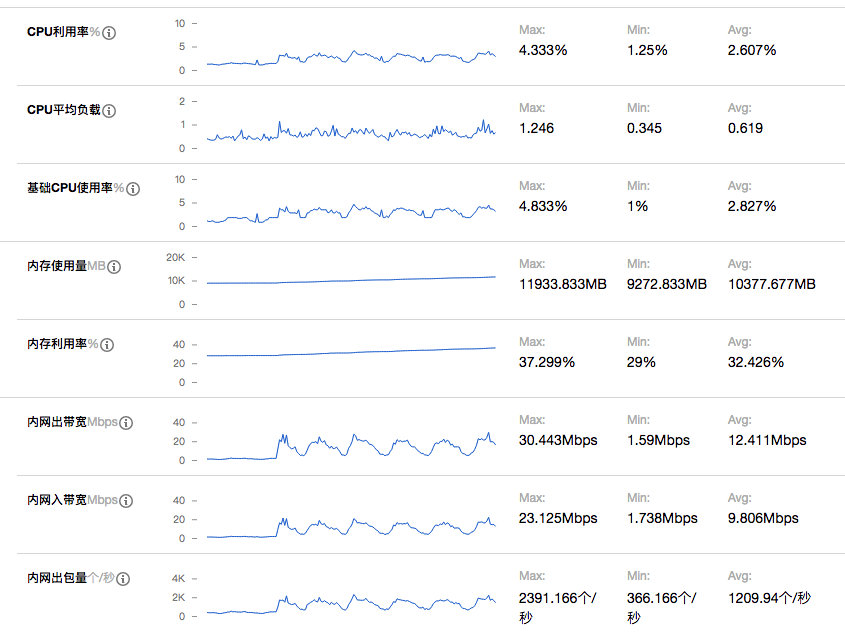 CPU利用率%
10
5
0
Max: Min: Avg:
4.333% 1.25% 2.607%
CPU平均负载
2
1
0
Max: Min: Avg:
1.246 0.345 0.619
基础CPU使用率%
10
5
0
Max: Min: Avg:
4.833% 1% 2.827%
内存使用量MB
20K
10K
0
Max: Min: Avg:
11933.833MB 9272.833MB 10377.677MB
内存利用率%
40
20
0
Max: Min: Avg:
37.299% 29% 32.426%
内网出带宽Mbps
40
20
0
Max: Min: Avg:
30.443Mbps 1.59Mbps 12.411Mbps
内网入带宽Mbps
40
20
0
Max: Min: Avg:
23.125Mbps 1.738Mbps 9.806Mbps
内网出包量个/秒
4K
2K
0
Max: Min: Avg:
2391.166个/ 366.166个/ 1209.94个/秒
秒 秒